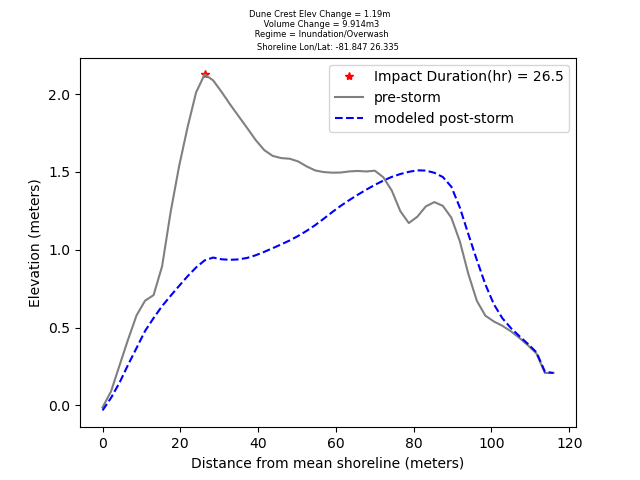 Dune Crest Elev Change = 1.19m
Volume Change = 9.914m3
Regime = Inundation/Overwash
Shoreline Lon/Lat: -81.847 26.335
Impact Duration(hr) = 26.5
pre-storm
modeled post-storm
2.0
1.5
1.0
0.5
0.0
Elevation (meters)
0 20 40 60 80 100 120
Distance from mean shoreline (meters)